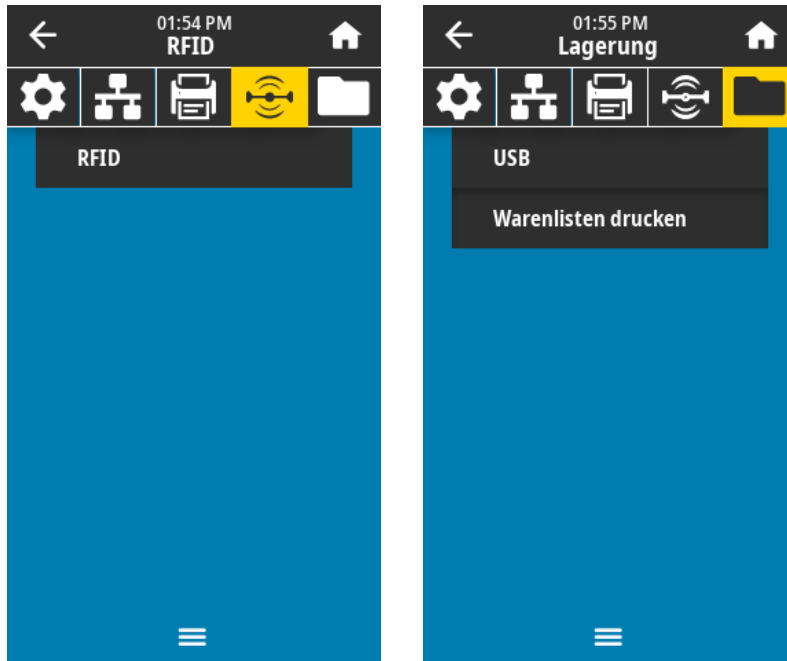 01:54 PM
RFID
RFID
01:55 PM
Lagerung
USB
Warenlisten drucken